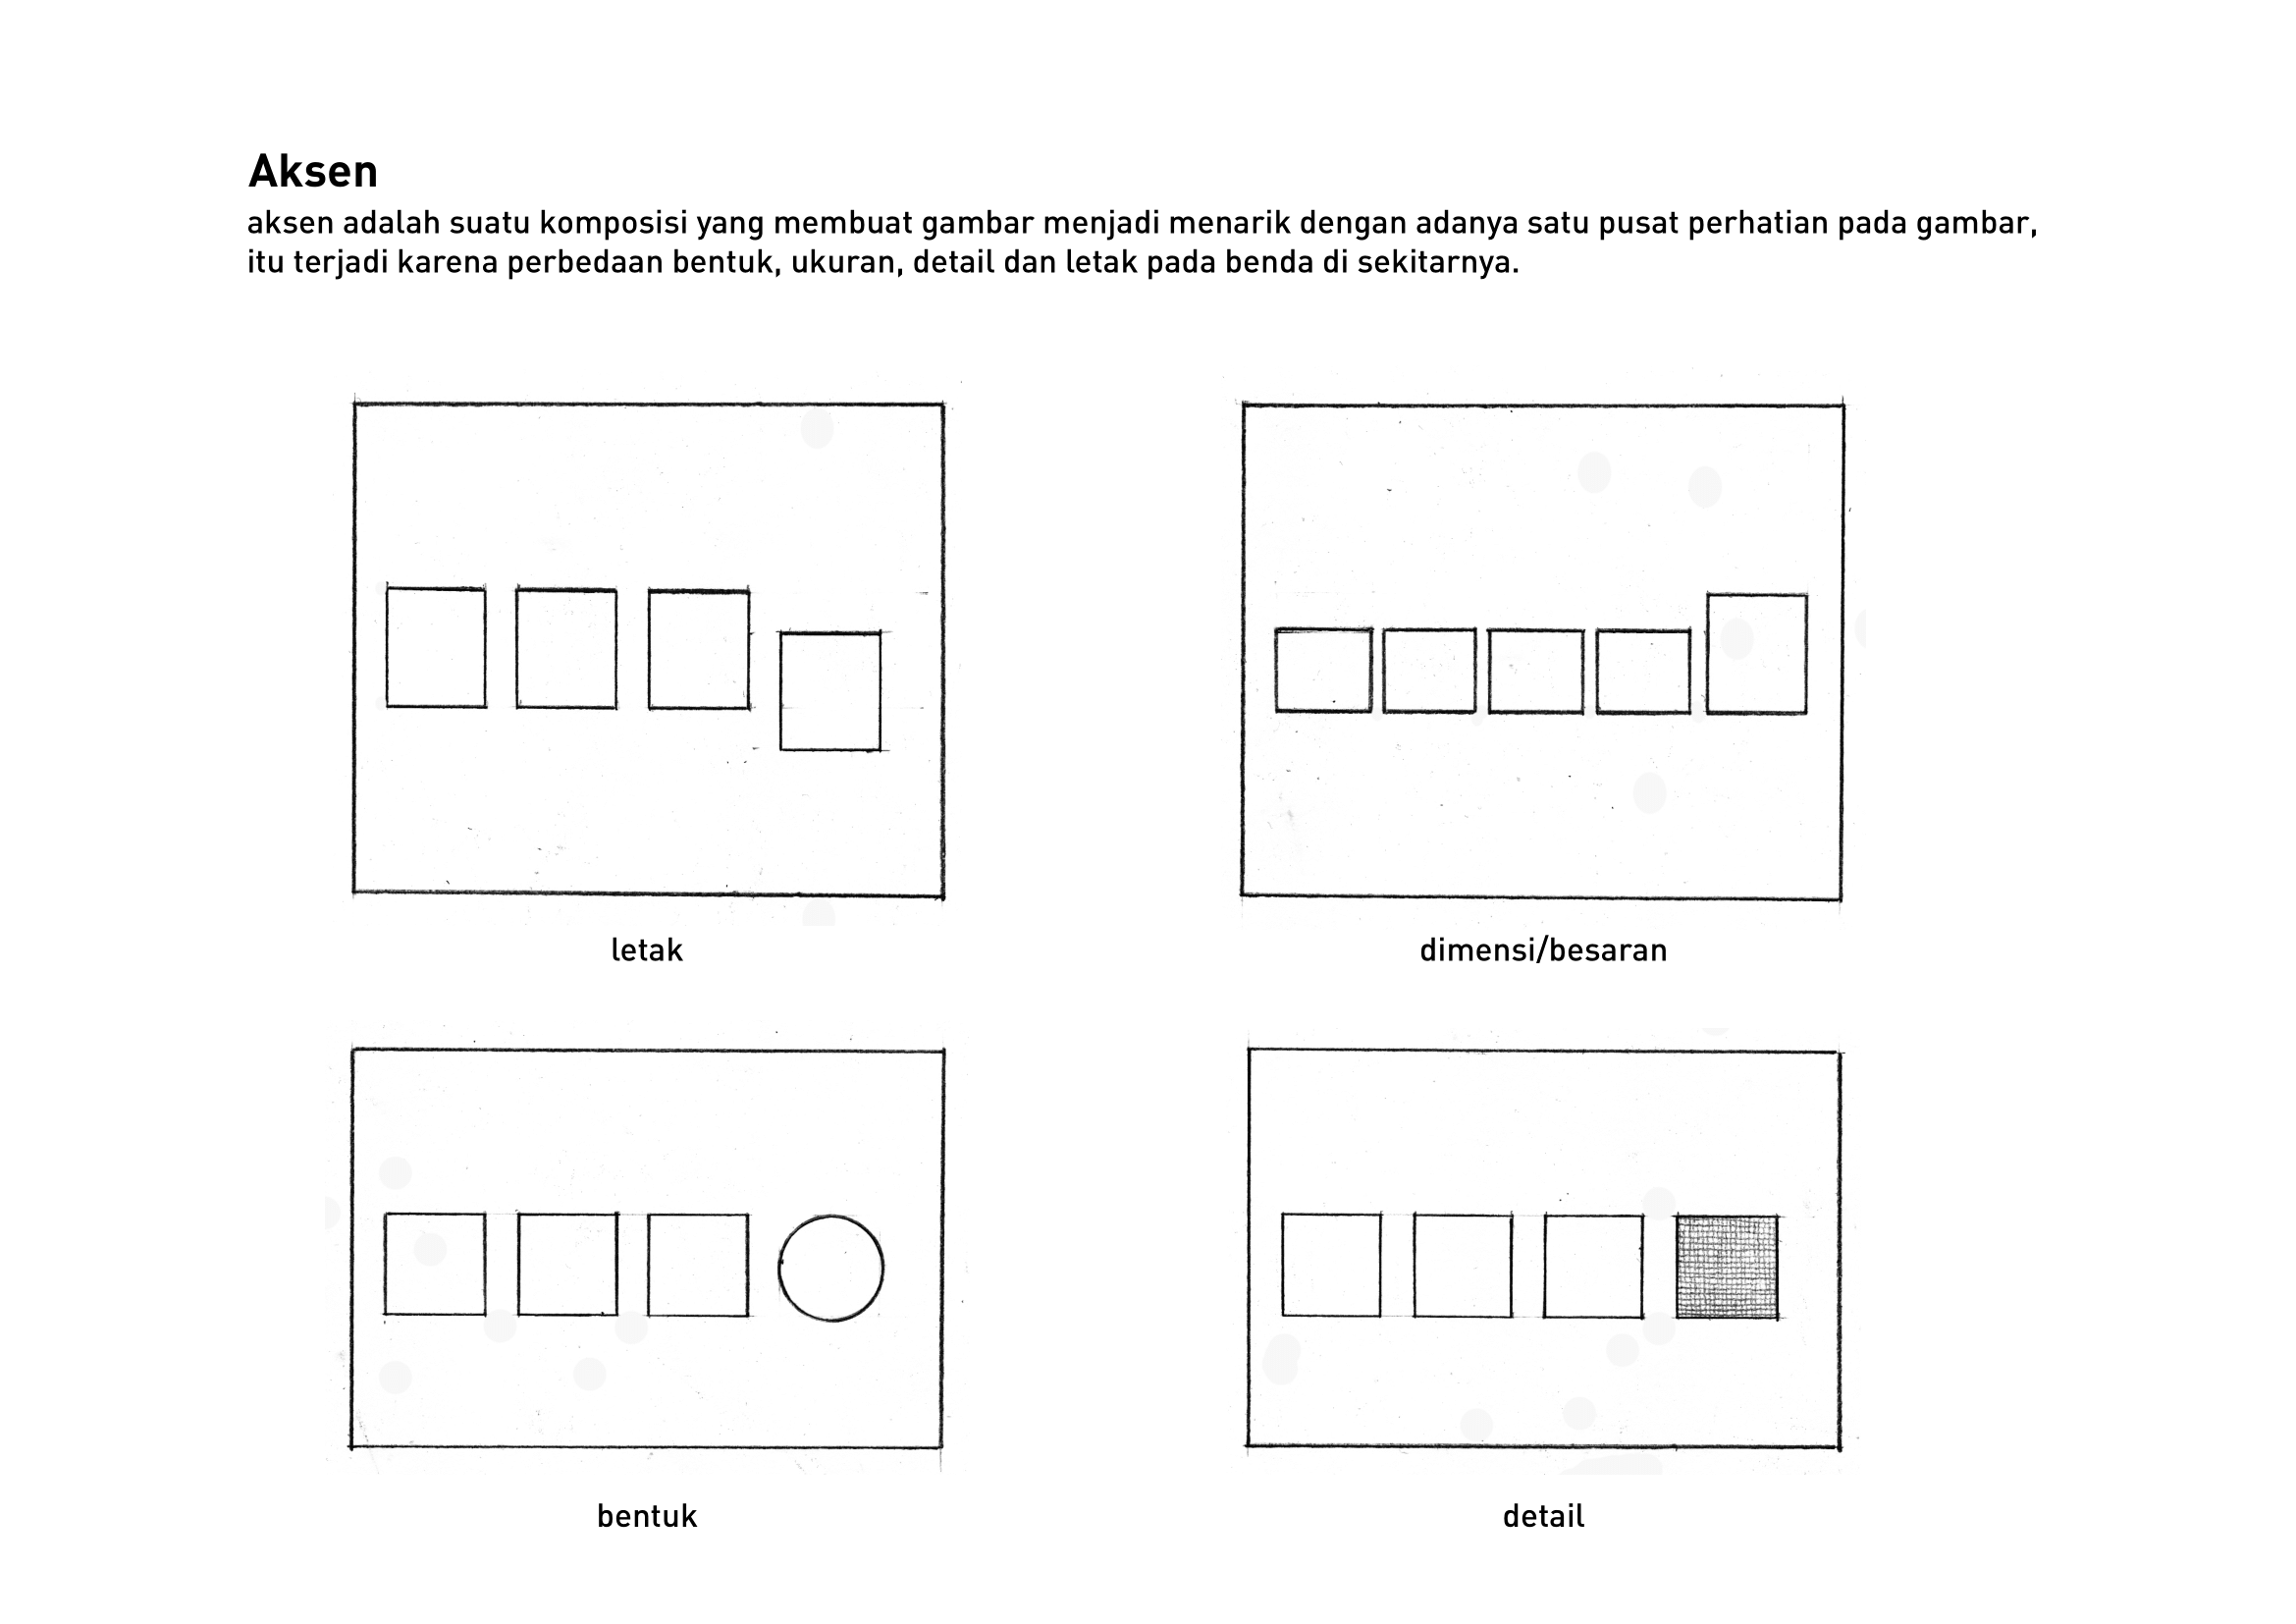 Aksen
aksen adalah suatu komposisi yang membuat gambar menjadi menarik dengan adanya satu pusat perhatian pada gambar,
itu terjadi karena perbedaan bentuk, ukuran, detail dan letak pada benda di sekitarnya.
letak
dimensi/besaran
bentuk
detail